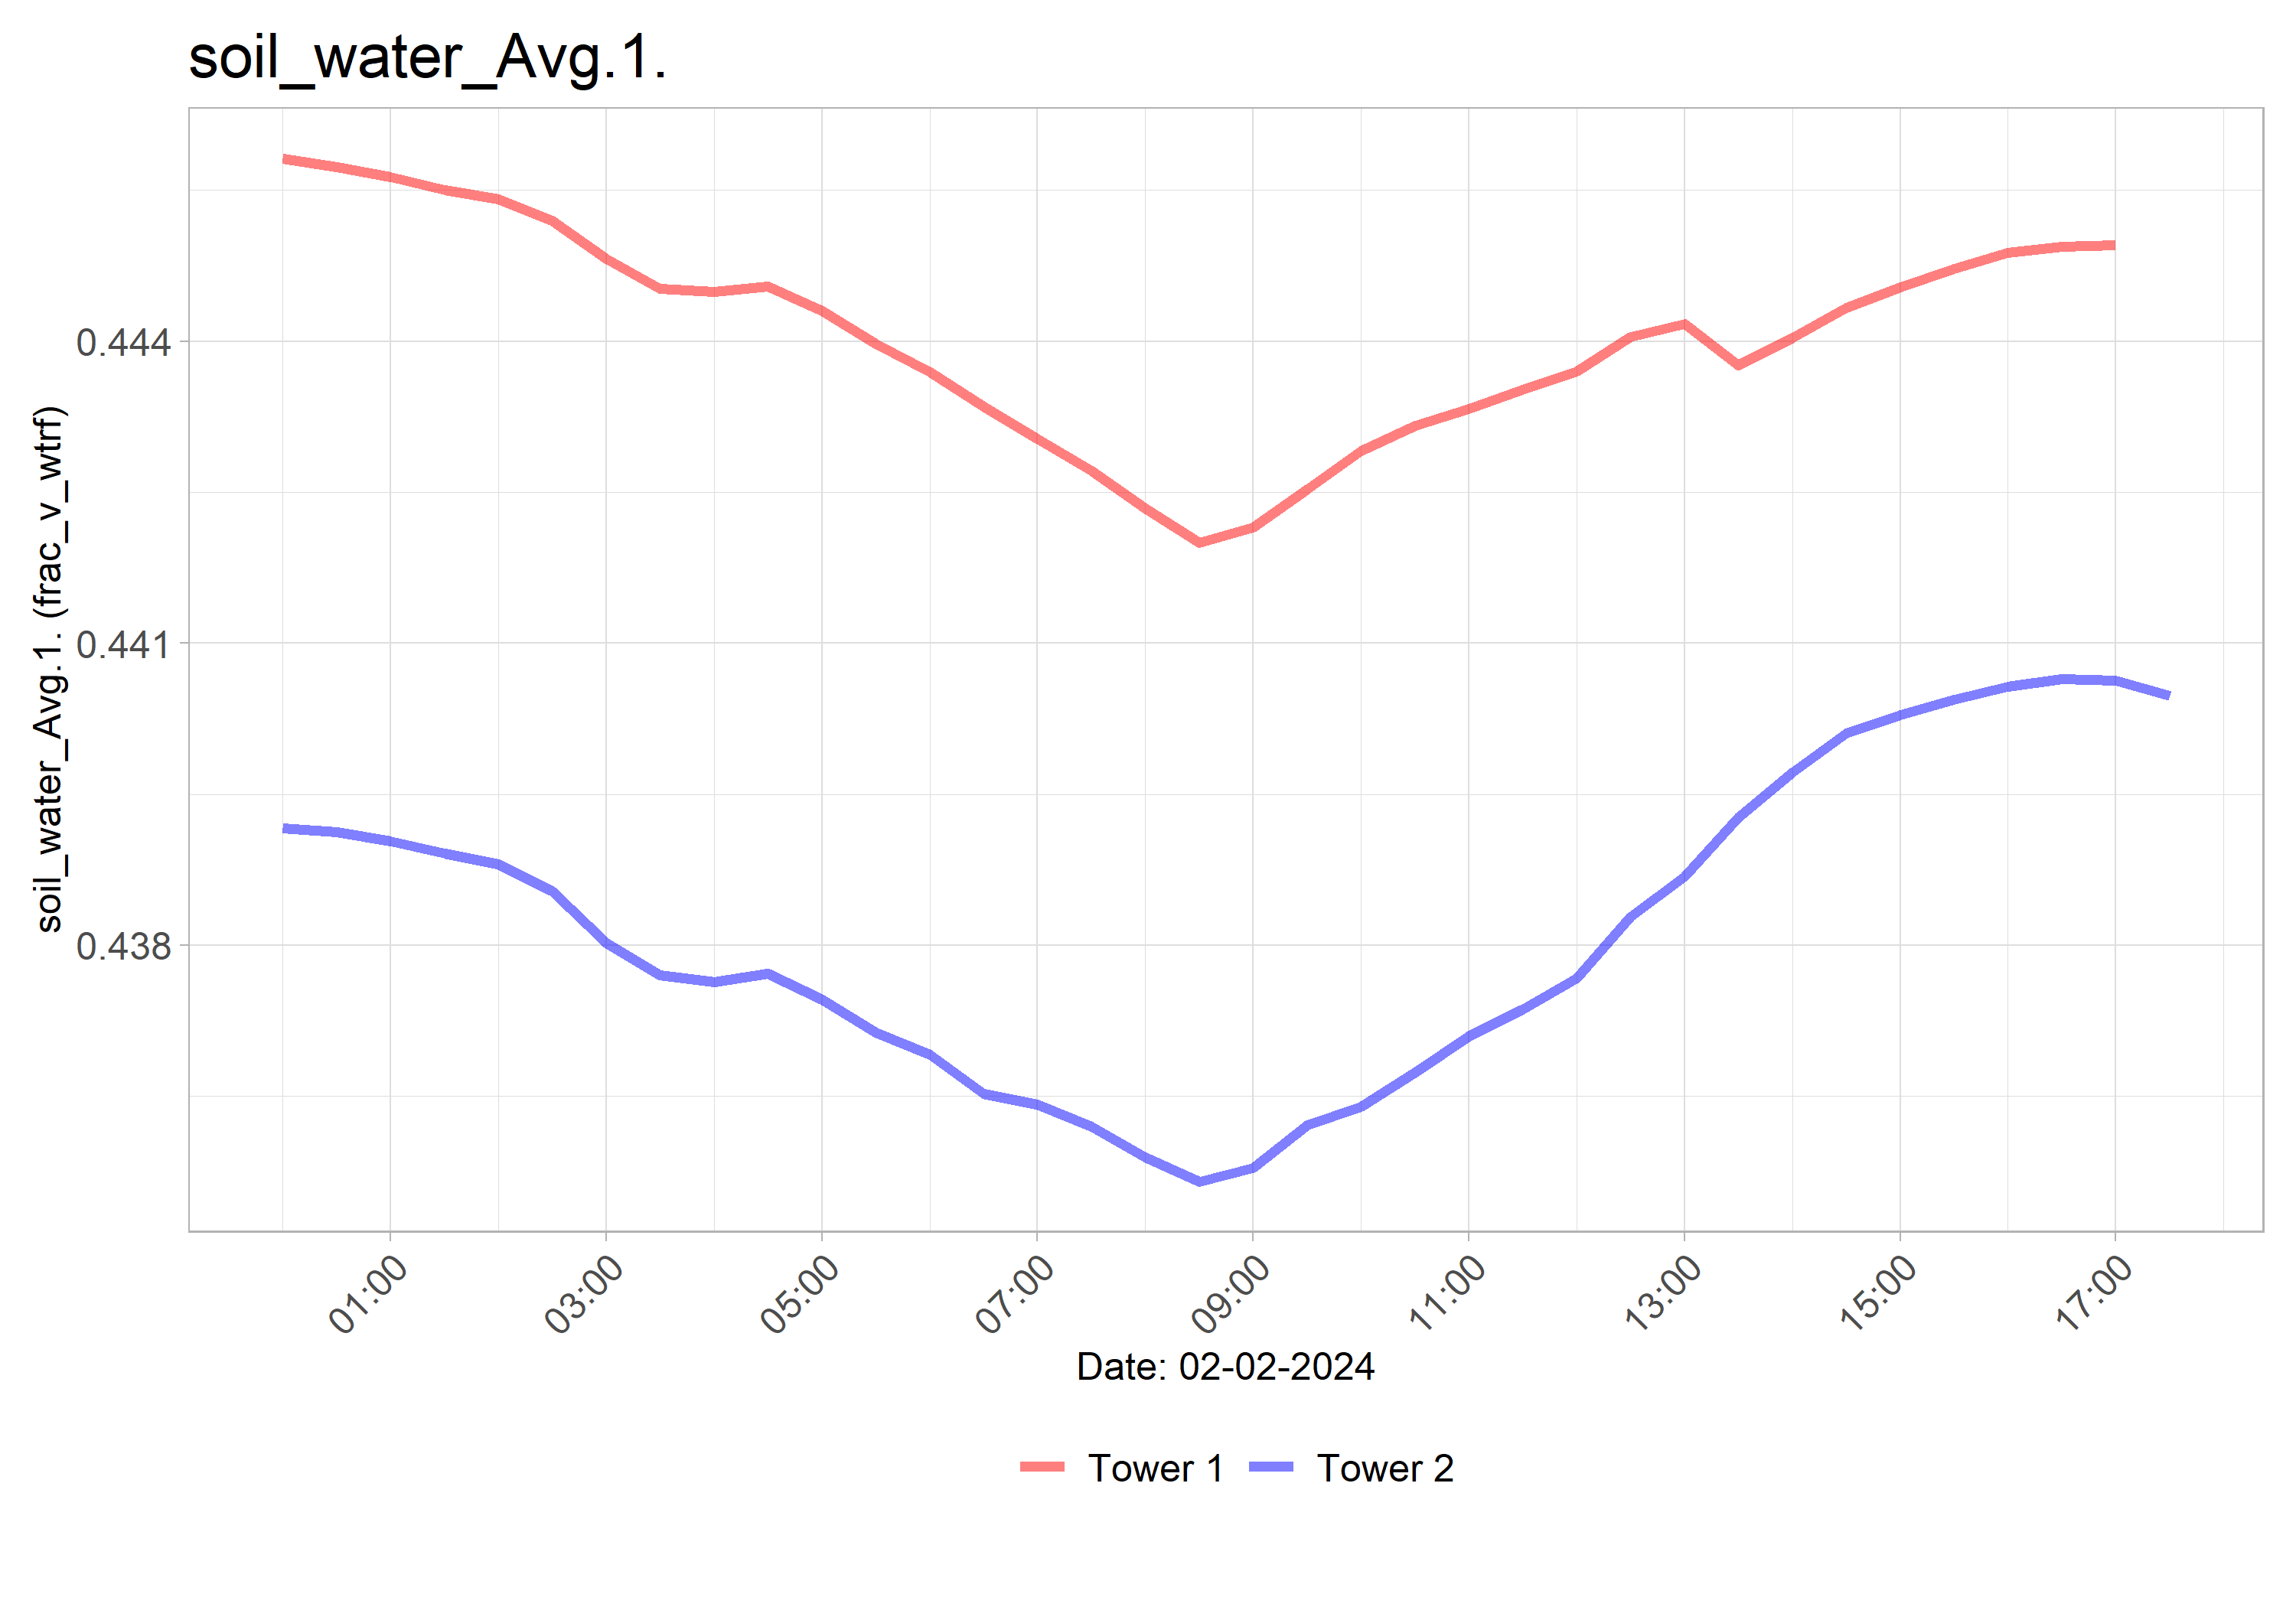 soil_water_Avg.1.
soil_water_Avg.1. (frac_v_wtrf)
0.444
0.441
0.438
01:00
03:00
05:00
07:00
09:00
11:00
13:00
15:00
17:00
Date: 02-02-2024
Tower 1
Tower 2